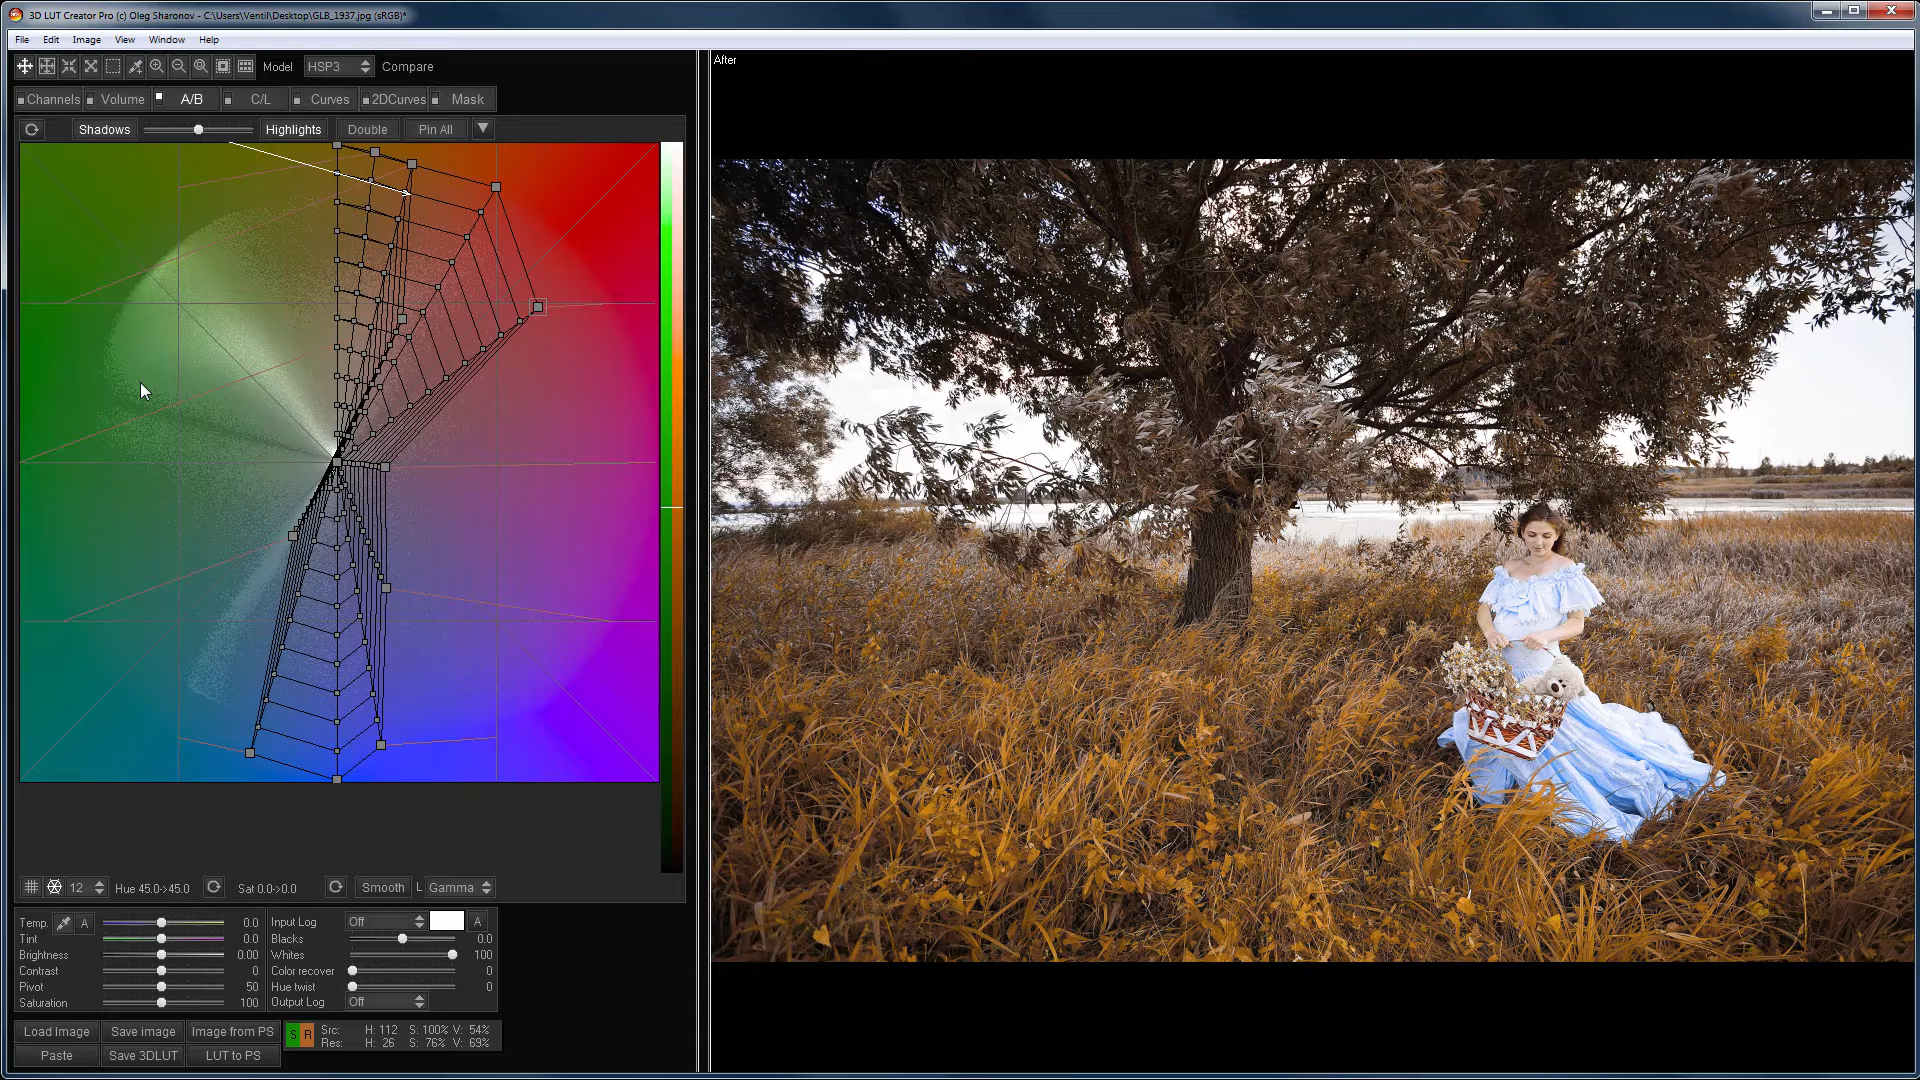 3D LUT Creator Pro (c) Oleg Sharonov - C:\Users\Ventil\Desktop\GLB_1937.jpg (sRGB)*
File Edit Image View Window Help
Model HSP3 Compare
Channels Volume A/B C/L Curves 2DCurves Mask
Shadows Highlights Double Pin All
After
12 Hue 45.0->45.0 Sat 0.0->0.0 Smooth L Gamma
Temp. A 0.0 Input Log Off A
Tint 0.0 Blacks 0.0
Brightness 0.00 Whites 100
Contrast 0 Color recover 0
Pivot 50 Hue twist 0
Saturation 100 Output Log Off
Load Image Save image Image from PS S R Src: H: 112 S: 100% V: 54%
Paste Save 3DLUT LUT to PS Res: H: 26 S: 76% V: 69%